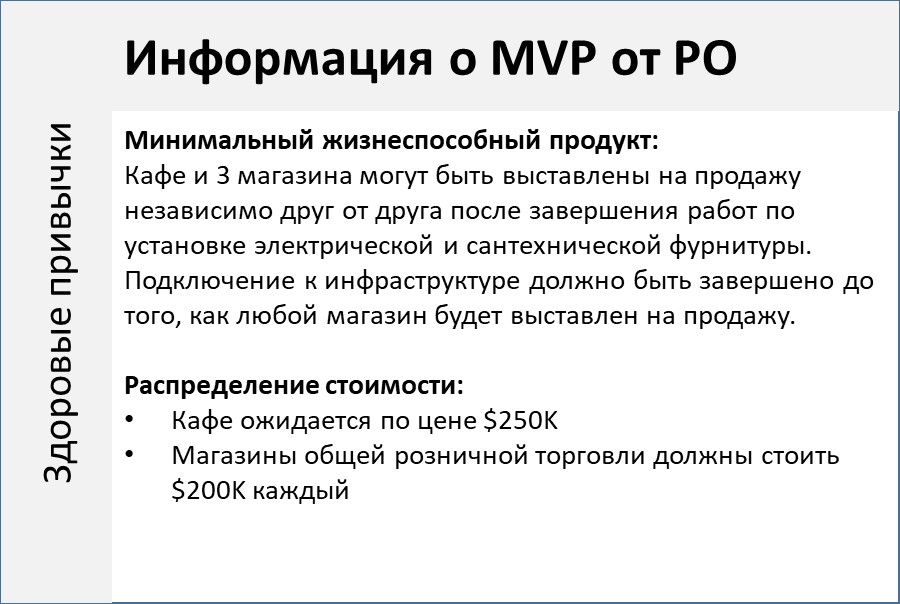 Информация о MVP от PO
Здоровые привычки
Минимальный жизнеспособный продукт:
Кафе и 3 магазина могут быть выставлены на продажу
независимо друг от друга после завершения работ по
установке электрической и сантехнической фурнитуры.
Подключение к инфраструктуре должно быть завершено до
того, как любой магазин будет выставлен на продажу.
Распределение стоимости:
• Кафе ожидается по цене $250K
• Магазины общей розничной торговли должны стоить
$200K каждый